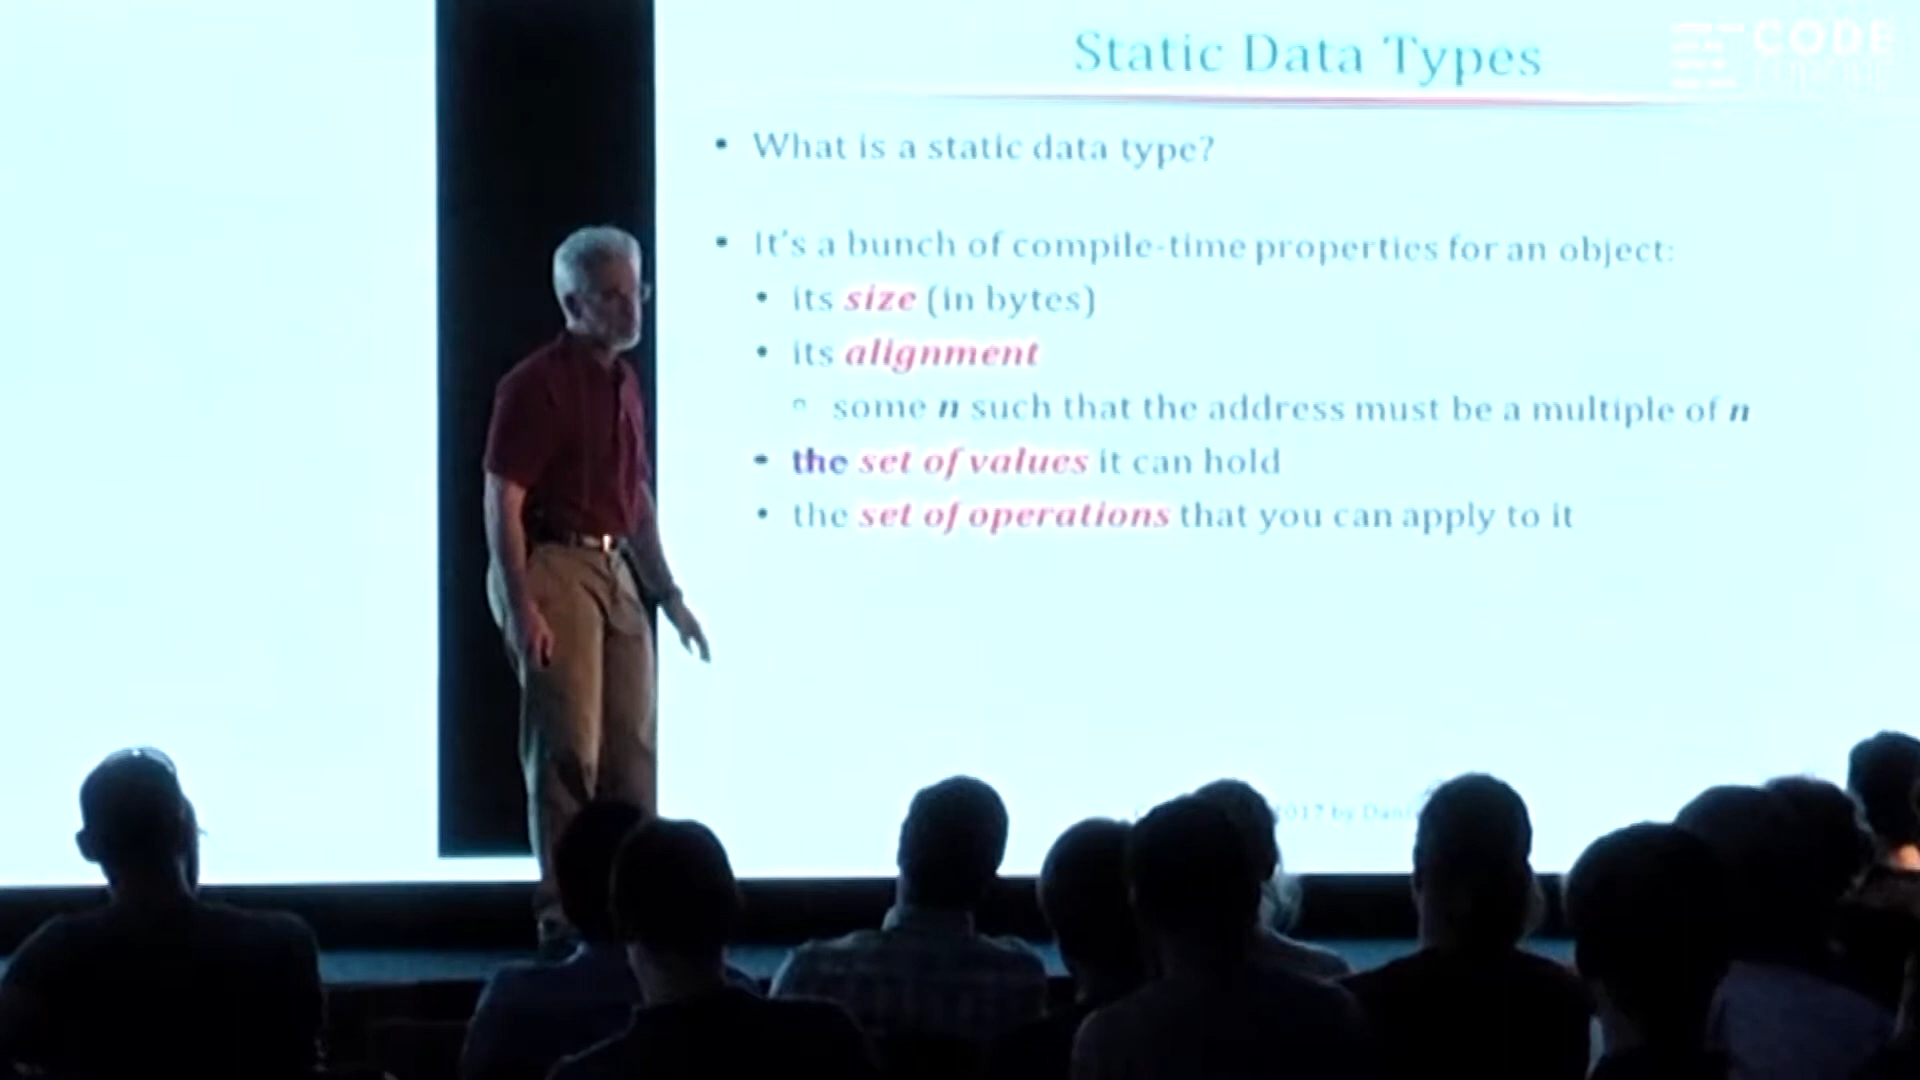 CODE
Static Data Types
• What is a static data type?
• It's a bunch of compile-time properties for an object:
• its size (in bytes)
• its alignment
▫ some n such that the address must be a multiple of n
• the set of values it can hold
• the set of operations that you can apply to it
2017 by